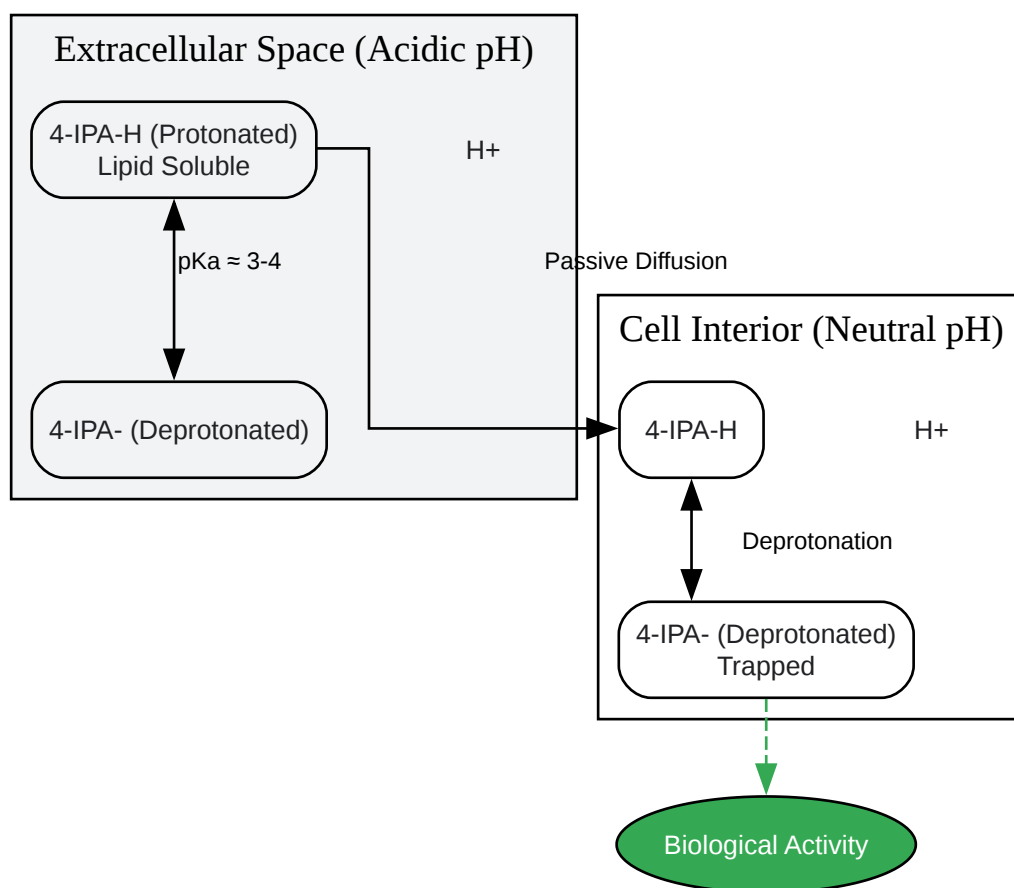 Extracellular Space (Acidic pH)
4-IPA-H (Protonated)
Lipid Soluble
H+
pKa ≈ 3-4
Passive Diffusion
4-IPA- (Deprotonated)
Cell Interior (Neutral pH)
4-IPA-H
H+
Deprotonation
4-IPA- (Deprotonated)
Trapped
Biological Activity